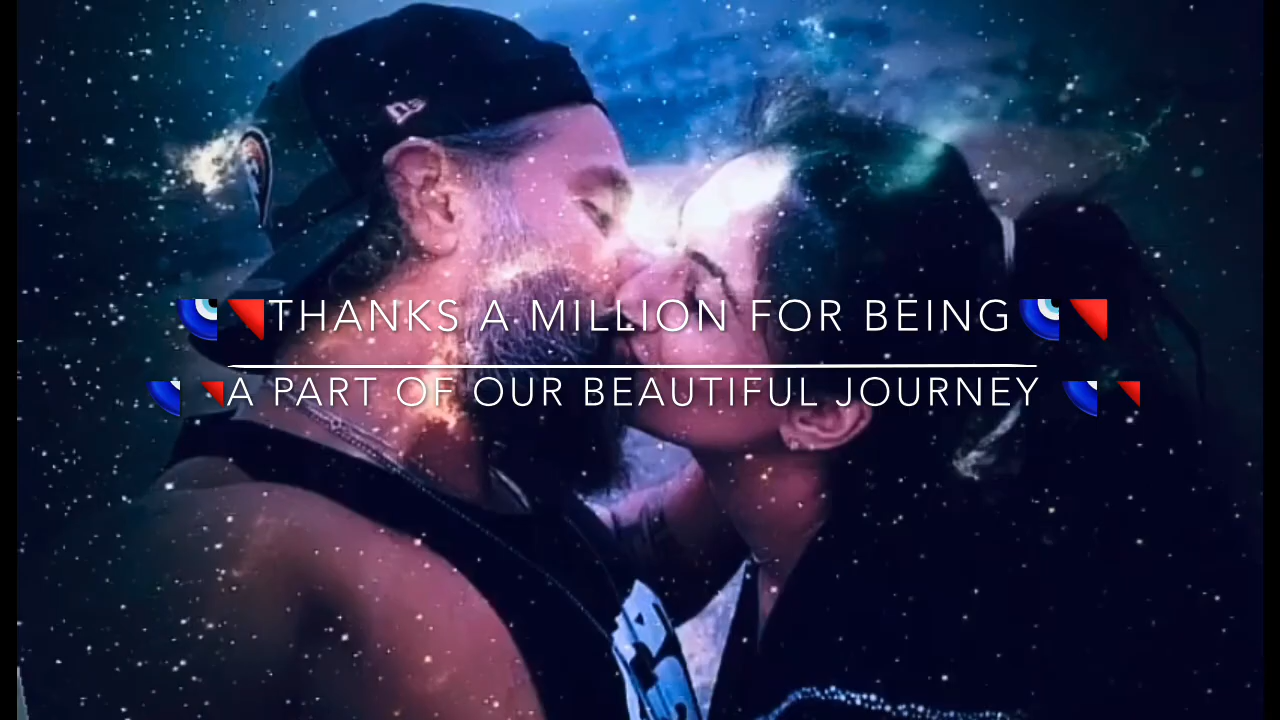 THANKS A MILLION FOR BEING
A PART OF OUR BEAUTIFUL JOURNEY